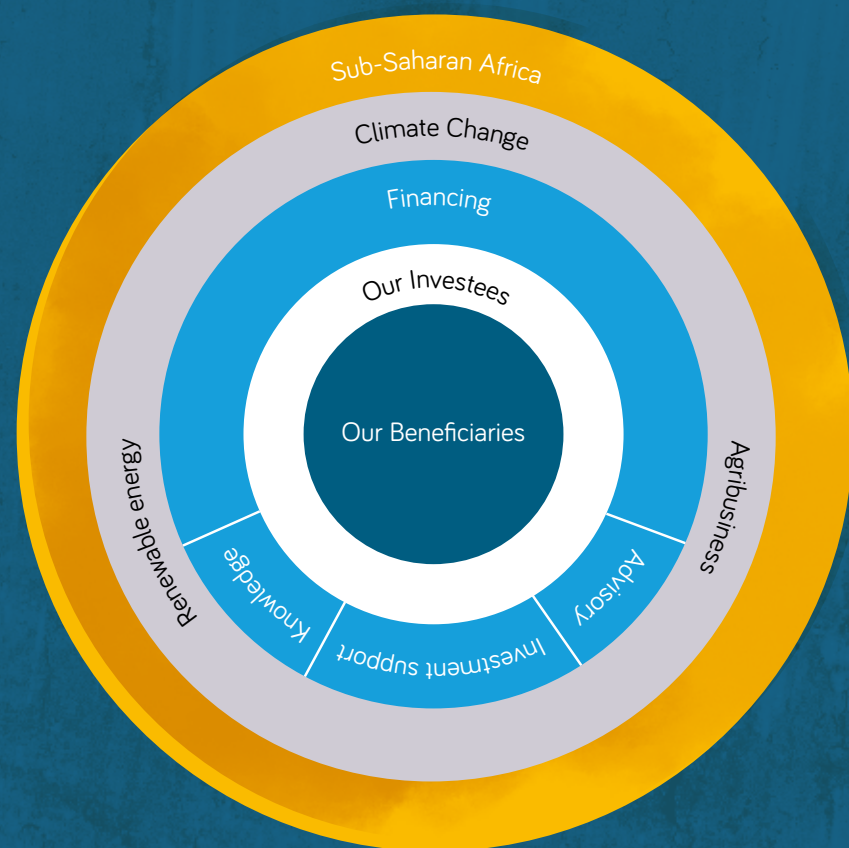 Sub-Saharan Africa
Climate Change
Financing
Our Investees
Our Beneficiaries
Renewable energy
Agribusiness
Knowledge
Investment support
Advisory